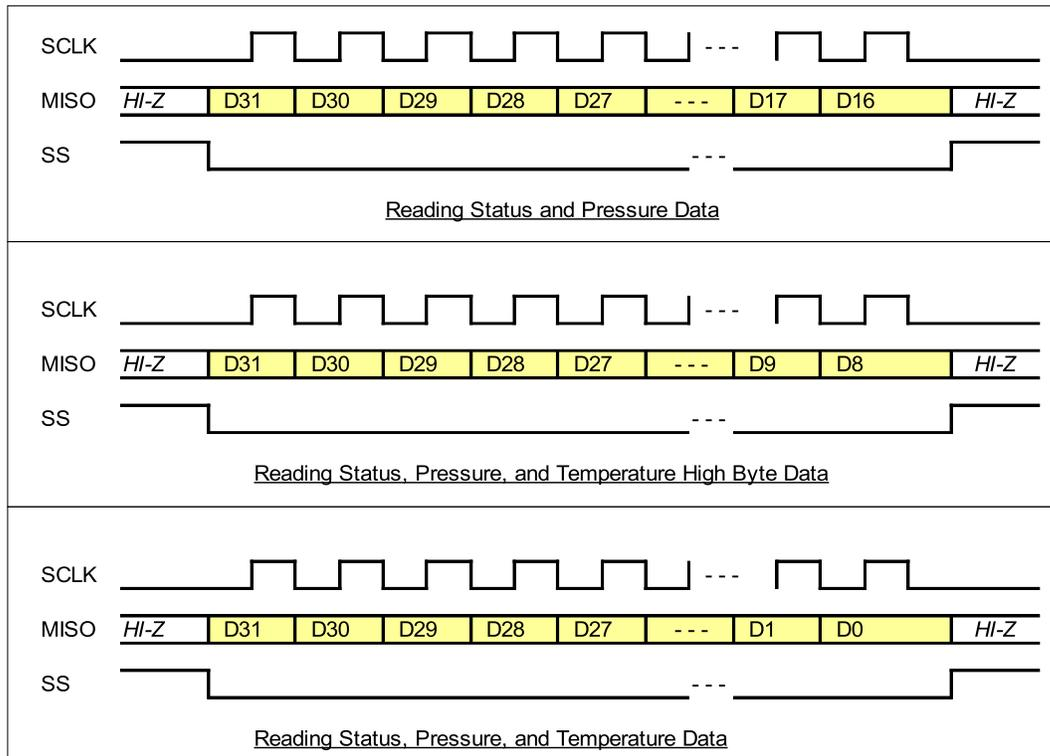 SCLK - - -
MISO HI-Z D31 D30 D29 D28 D27 - - - D17 D16 HI-Z
SS - - -
Reading Status and Pressure Data
SCLK - - -
MISO HI-Z D31 D30 D29 D28 D27 - - - D9 D8 HI-Z
SS - - -
Reading Status, Pressure, and Temperature High Byte Data
SCLK - - -
MISO HI-Z D31 D30 D29 D28 D27 - - - D1 D0 HI-Z
SS - - -
Reading Status, Pressure, and Temperature Data